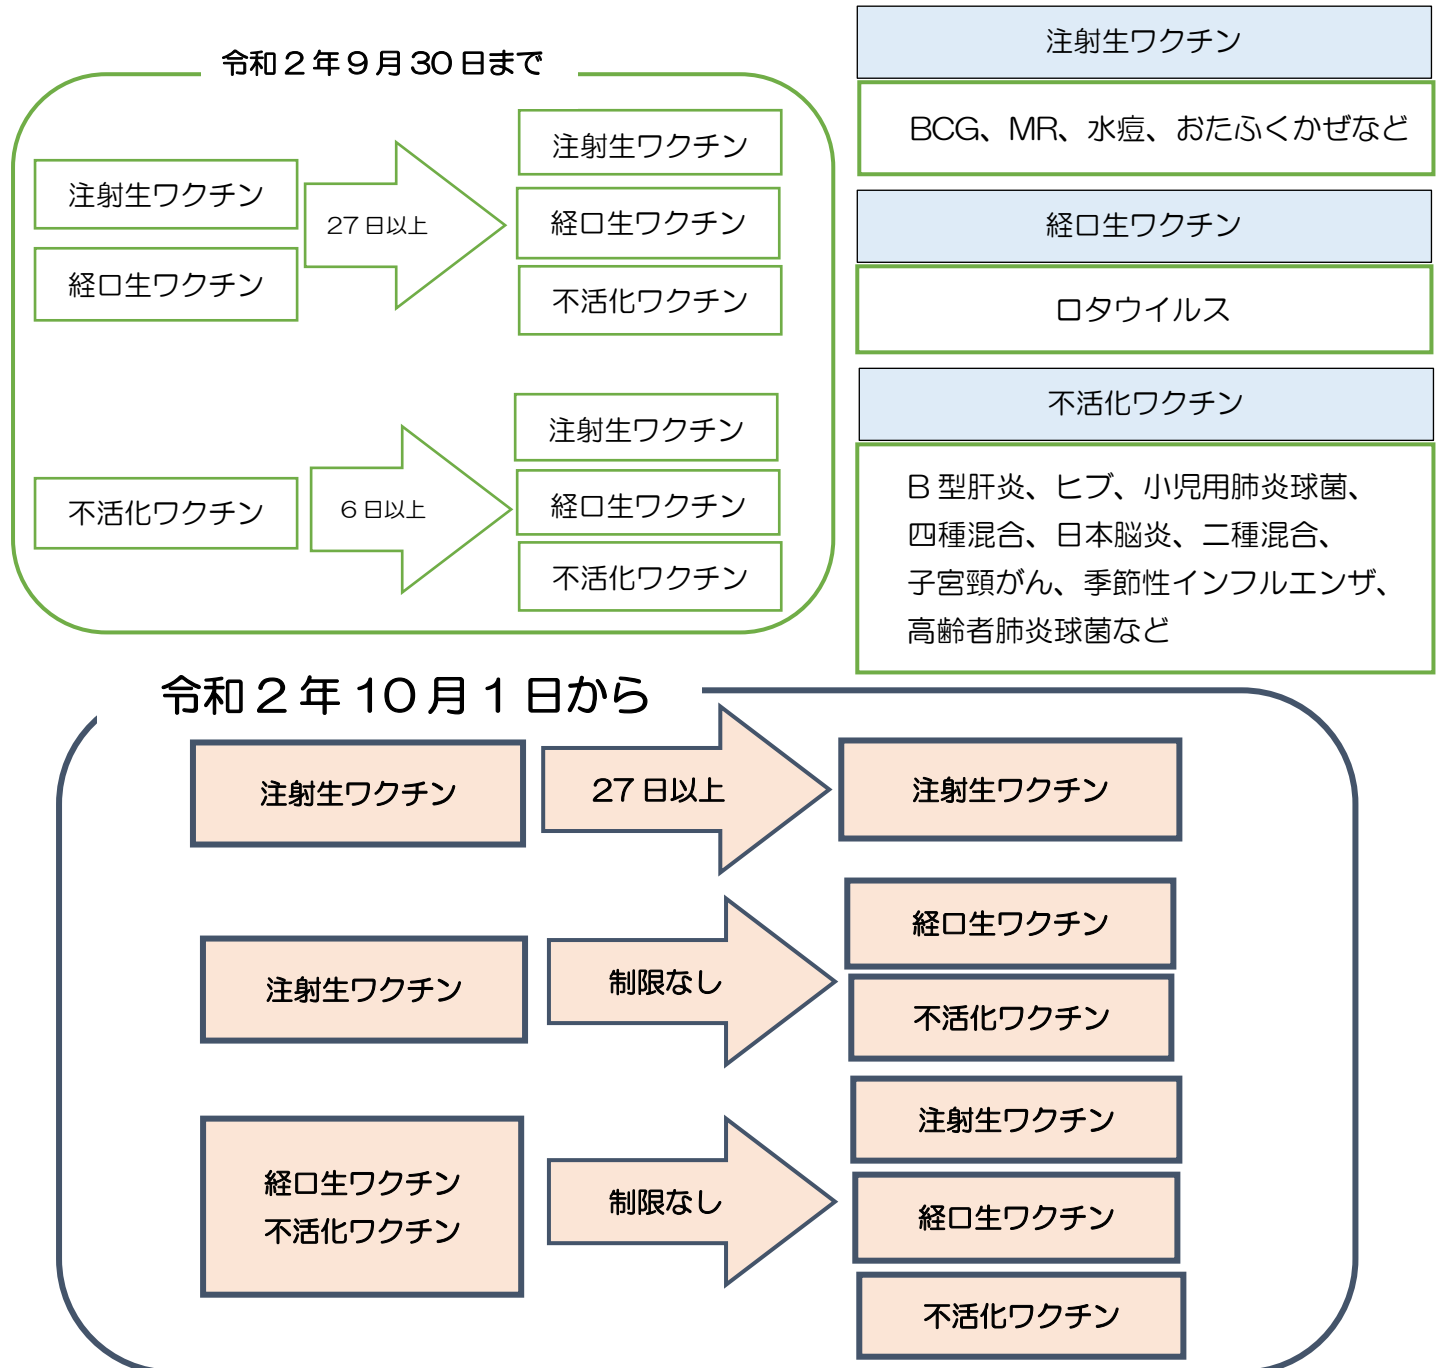 令和２年９月30日まで
注射生ワクチン
経口生ワクチン
27日以上
注射生ワクチン
経口生ワクチン
不活化ワクチン
不活化ワクチン
６日以上
注射生ワクチン
経口生ワクチン
不活化ワクチン
注射生ワクチン
BCG、MR、水痘、おたふくかぜなど
経口生ワクチン
ロタウイルス
不活化ワクチン
B型肝炎、ヒブ、小児用肺炎球菌、
四種混合、日本脳炎、二種混合、
子宮頸がん、季節性インフルエンザ、
高齢者肺炎球菌など
令和２年10月１日から
注射生ワクチン
27日以上
注射生ワクチン
注射生ワクチン
制限なし
経口生ワクチン
不活化ワクチン
経口生ワクチン
不活化ワクチン
制限なし
注射生ワクチン
経口生ワクチン
不活化ワクチン